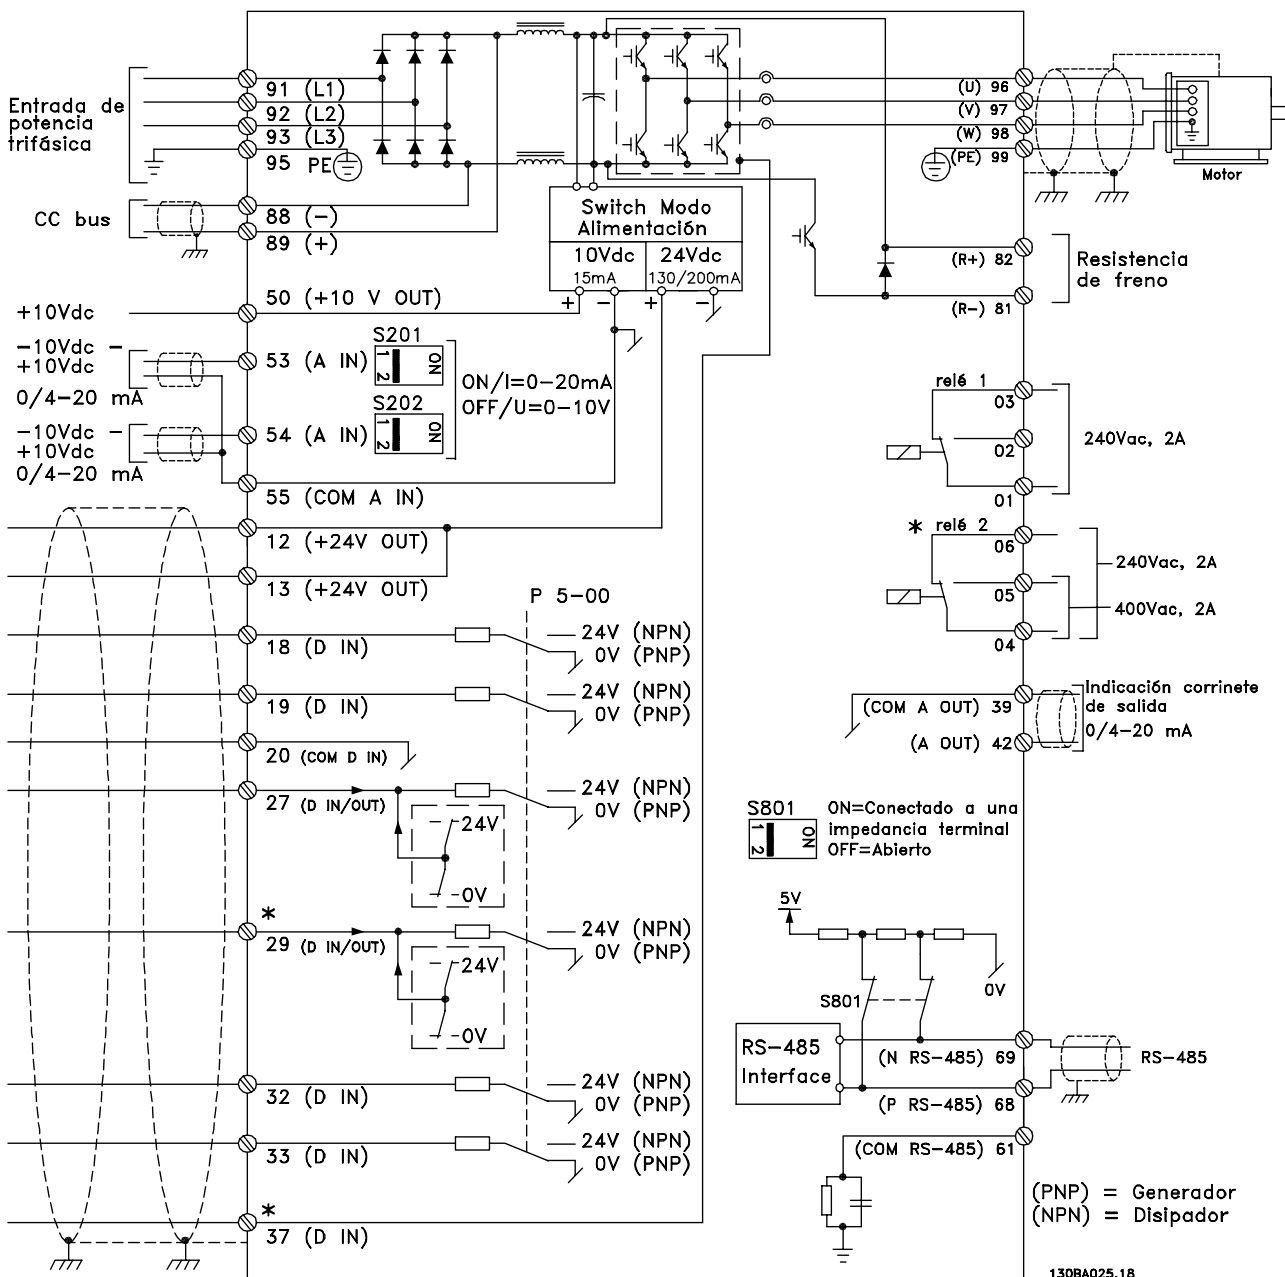 Entrada de
potencia
trifásica
91 (L1)
92 (L2)
93 (L3)
95 PE
CC bus
88 (−)
89 (+)
+10Vdc
50 (+10 V OUT)
−10Vdc −
+10Vdc
0/4−20 mA
53 (A IN)
S201
1 2
ON
ON/I=0−20mA
OFF/U=0−10V
−10Vdc −
+10Vdc
0/4−20 mA
54 (A IN)
S202
1 2
ON
55 (COM A IN)
12 (+24V OUT)
13 (+24V OUT)
Switch Modo
Alimentación
10Vdc
15mA
24Vdc
130/200mA
+ − + −
P 5-00
18 (D IN)
24V (NPN)
0V (PNP)
19 (D IN)
24V (NPN)
0V (PNP)
20 (COM D IN)
27 (D IN/OUT)
24V (NPN)
0V (PNP)
24V
0V
*
29 (D IN/OUT)
24V (NPN)
0V (PNP)
24V
0V
32 (D IN)
24V (NPN)
0V (PNP)
33 (D IN)
24V (NPN)
0V (PNP)
*
37 (D IN)
(U) 96
(V) 97
(W) 98
(PE) 99
Motor
(R+) 82
(R−) 81
Resistencia
de freno
relé 1
03
02
01
240Vac, 2A
* relé 2
06
05
04
240Vac, 2A
400Vac, 2A
(COM A OUT) 39
(A OUT) 42
Indicación corrinete
de salida
0/4−20 mA
S801
1 2
ON
ON=Conectado a una
impedancia terminal
OFF=Abierto
5V
S801
0V
RS-485
Interface
(N RS-485) 69
(P RS-485) 68
(COM RS-485) 61
RS-485
(PNP) = Generador
(NPN) = Disipador
130BA025.18